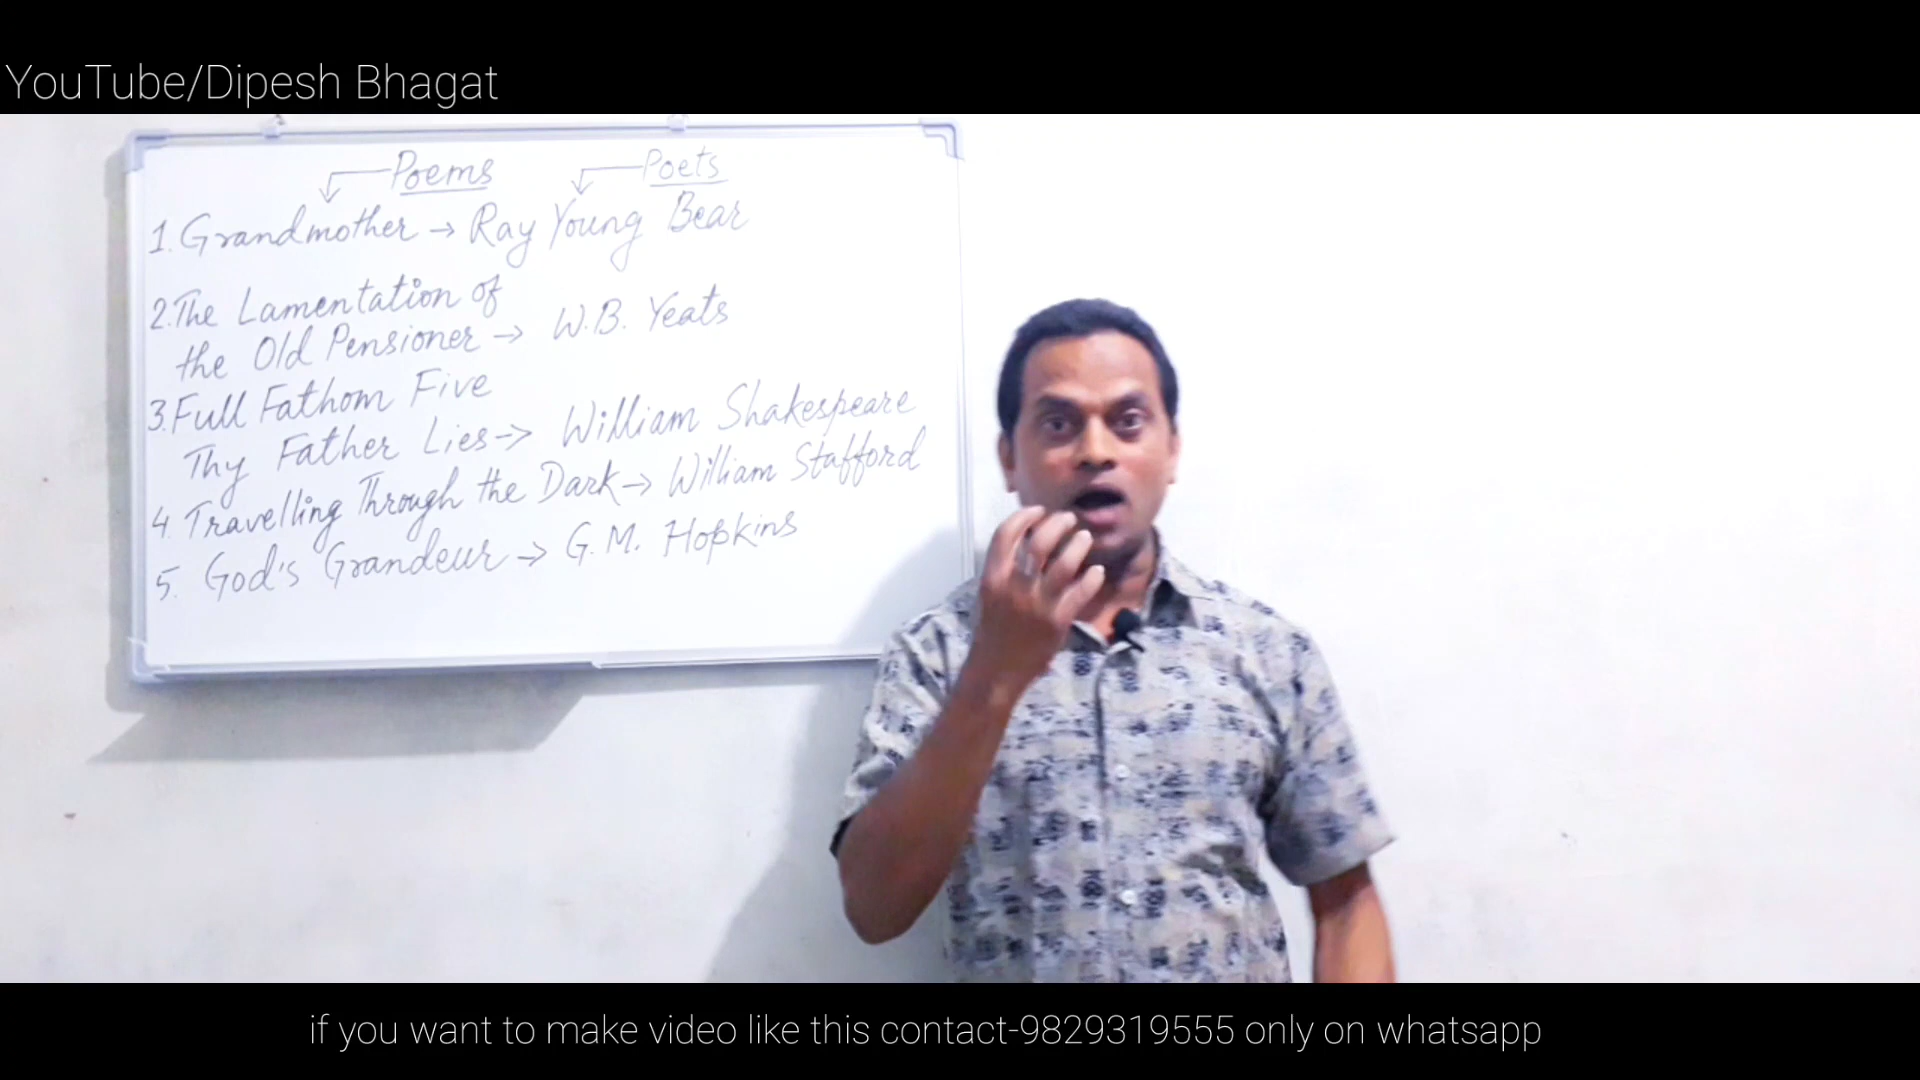 YouTube/Dipesh Bhagat
Poems Poets
1. Grandmother → Ray Young Bear
2. The Lamentation of
the Old Pensioner → W.B. Yeats
3. Full Fathom Five
Thy Father Lies → William Shakespeare
4. Travelling Through the Dark → William Stafford
5. God's Grandeur → G.M. Hopkins
if you want to make video like this contact-9829319555 only on whatsapp